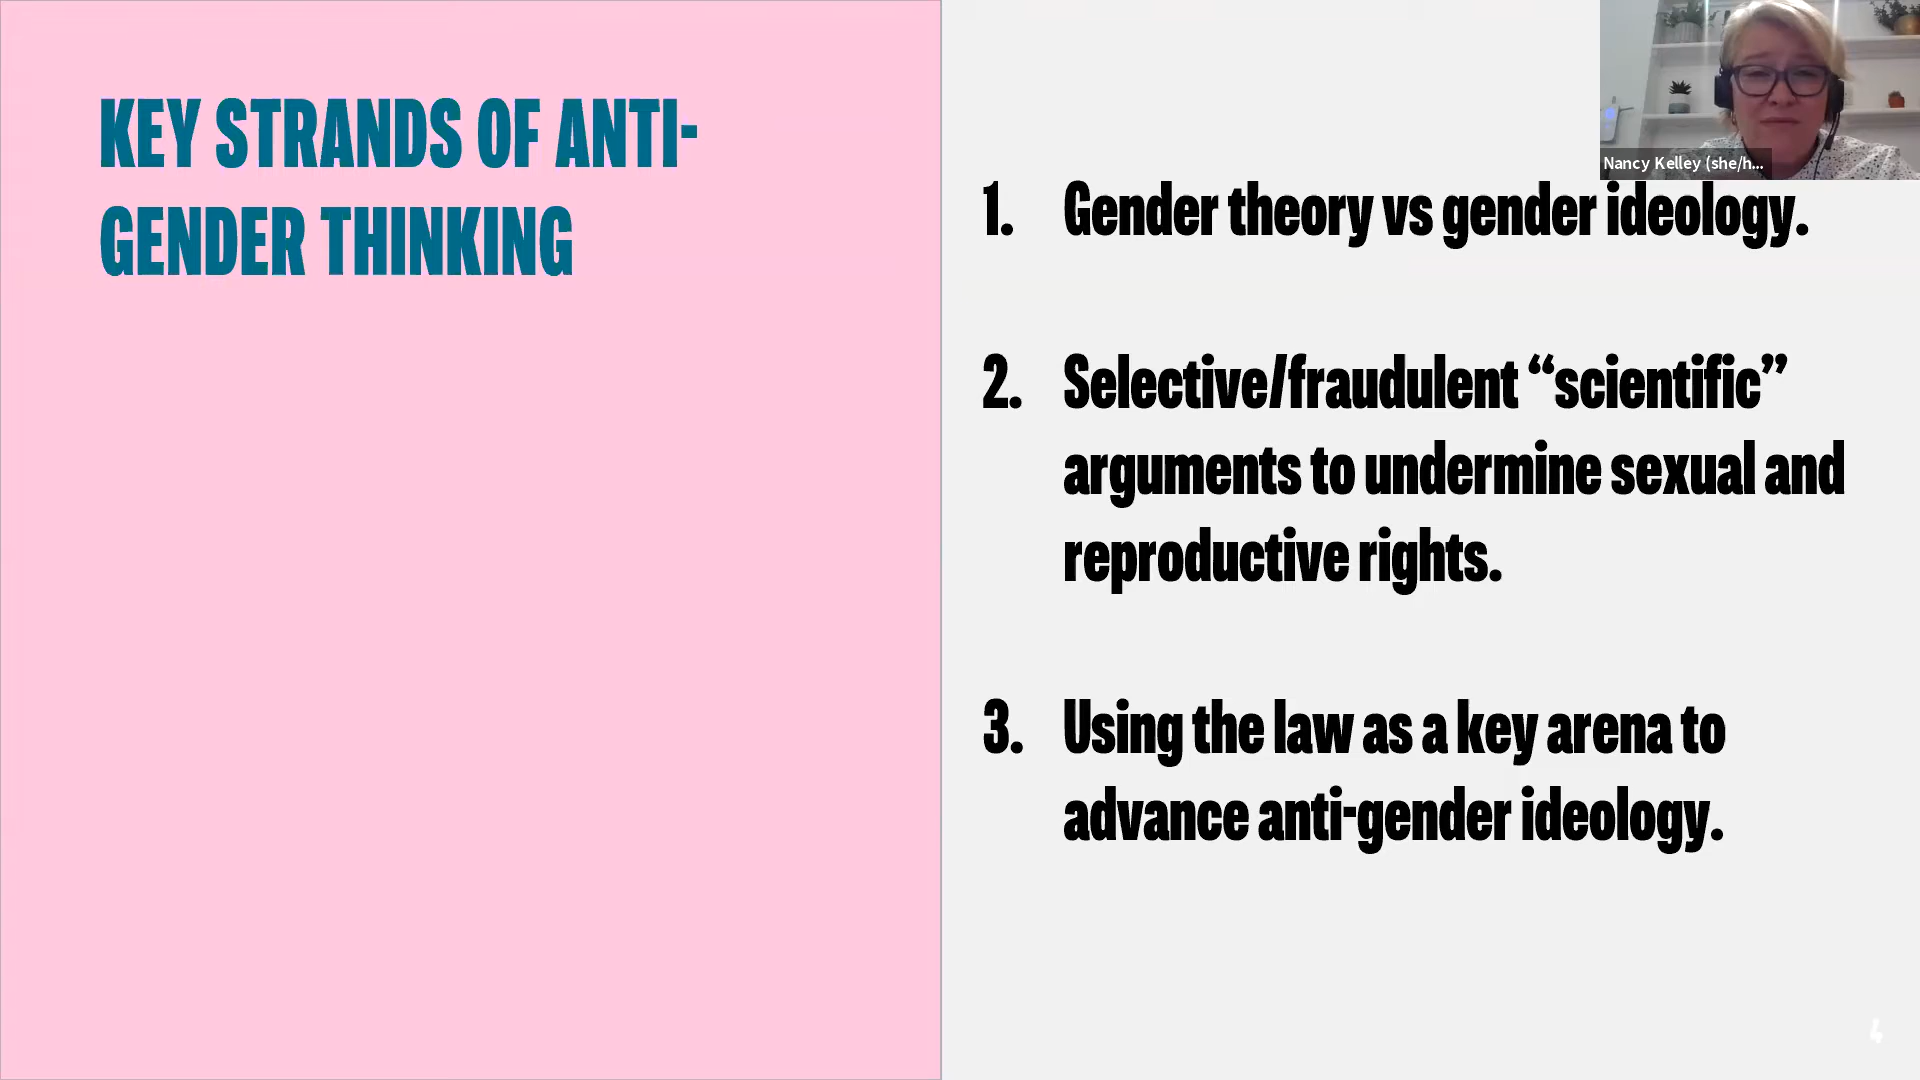 KEY STRANDS OF ANTI-
GENDER THINKING
Nancy Kelley (she/h...
1. Gender theory vs gender ideology.
2. Selective/fraudulent “scientific”
arguments to undermine sexual and
reproductive rights.
3. Using the law as a key arena to
advance anti-gender ideology.
4